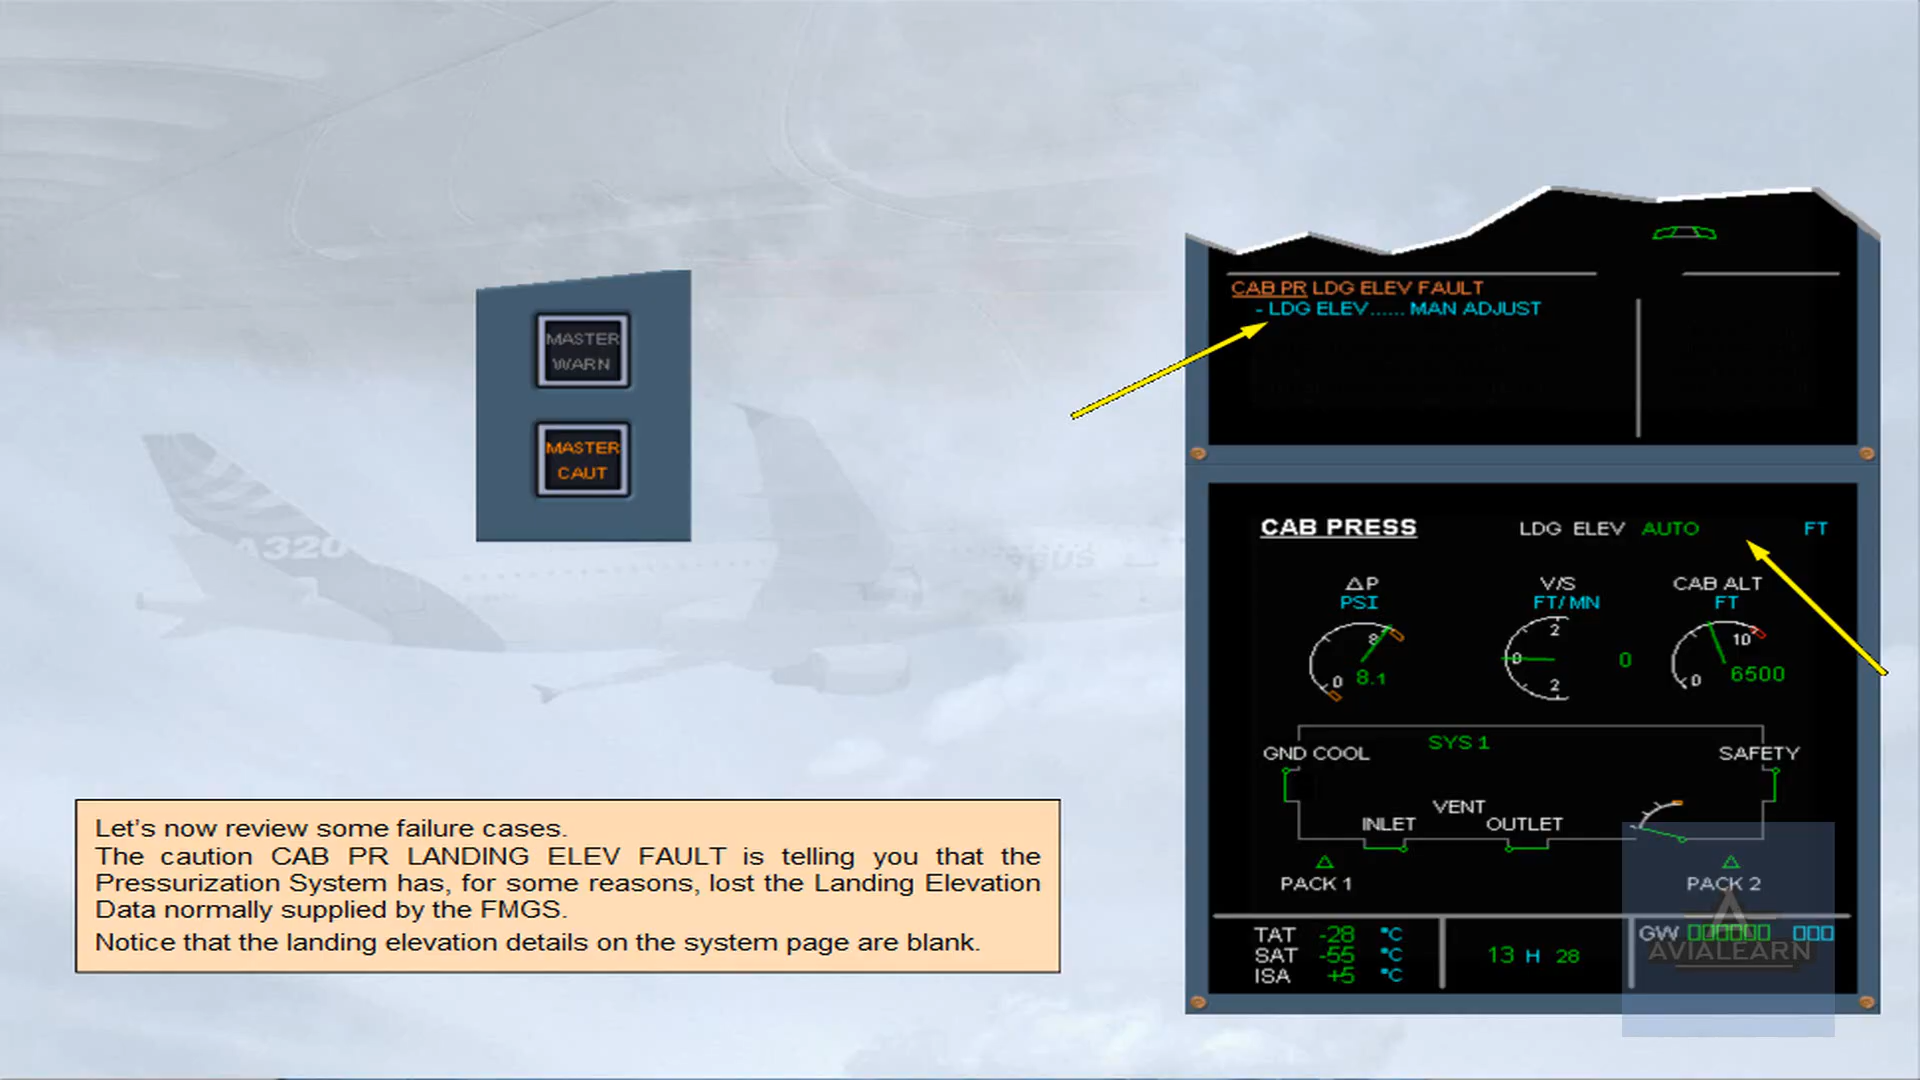 MASTER
WARN
MASTER
CAUT
CAB PR LDG ELEV FAULT
- LDG ELEV...... MAN ADJUST
CAB PRESS LDG ELEV AUTO FT
ΔP V/S CAB ALT
PSI FT/MN FT
8 2 10
0 0
0 8.1 2 0 6500
SYS 1
GND COOL SAFETY
VENT
INLET OUTLET
PACK 1 PACK 2
TAT -28 °C GW
SAT -55 °C 13 H 28
ISA +5 °C
AVIALEARN
A320
Let's now review some failure cases.
The caution CAB PR LANDING ELEV FAULT is telling you that the
Pressurization System has, for some reasons, lost the Landing Elevation
Data normally supplied by the FMGS.
Notice that the landing elevation details on the system page are blank.